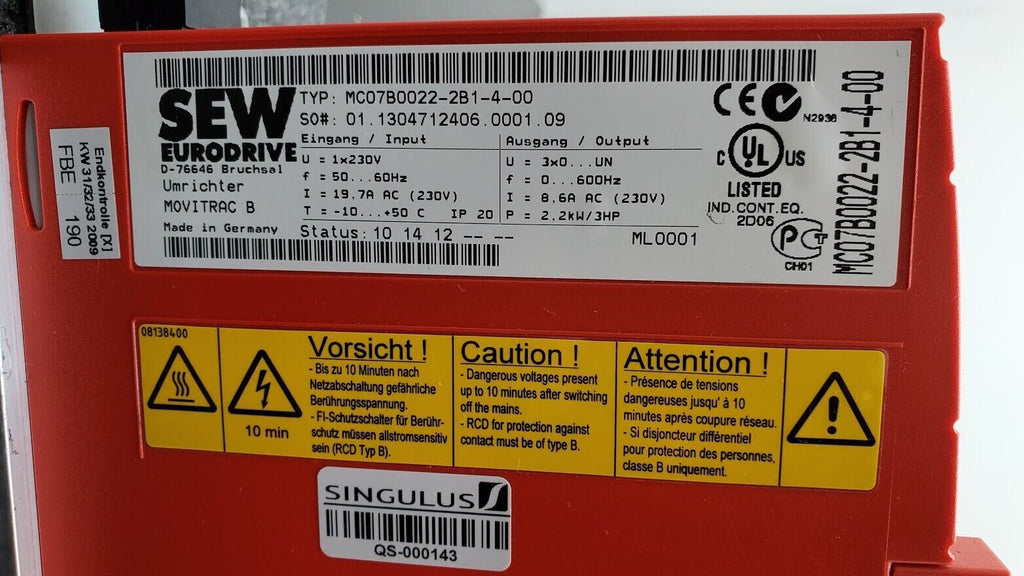 SEW
EURODRIVE
D-76646 Bruchsal
Umrichter
MOVITRAC B
Made in Germany
TYP: MC07B0022-2B1-4-00
SO#: 01.1304712406.0001.09
Eingang / Input
U = 1x230V
f = 50...60Hz
I = 19,7A AC (230V)
T = -10...+50 C IP 20
Status: 10 14 12 -- --
Ausgang / Output
U = 3x0...UN
f = 0...600Hz
I = 8,6A AC (230V)
P = 2,2kW/3HP
ML0001
CE
N2936
C UL US
LISTED
IND.CONT.EQ.
2D06
PCT
CH01
MC07B0022-2B1-4-00
Endkontrolle [X]
KW 31/32/33 2009
FBE 190
08138400
10 min
Vorsicht !
- Bis zu 10 Minuten nach
Netzabschaltung gefährliche
Berührungsspannung.
- FI-Schutzschalter für Berühr-
schutz müssen allstromsensitiv
sein (RCD Typ B).
Caution !
- Dangerous voltages present
up to 10 minutes after switching
off the mains.
- RCD for protection against
contact must be of type B.
Attention !
- Présence de tensions
dangereuses jusqu' à 10
minutes après coupure réseau.
- Si disjoncteur différentiel
pour protection des personnes,
classe B uniquement.
SINGULUS
QS-000143